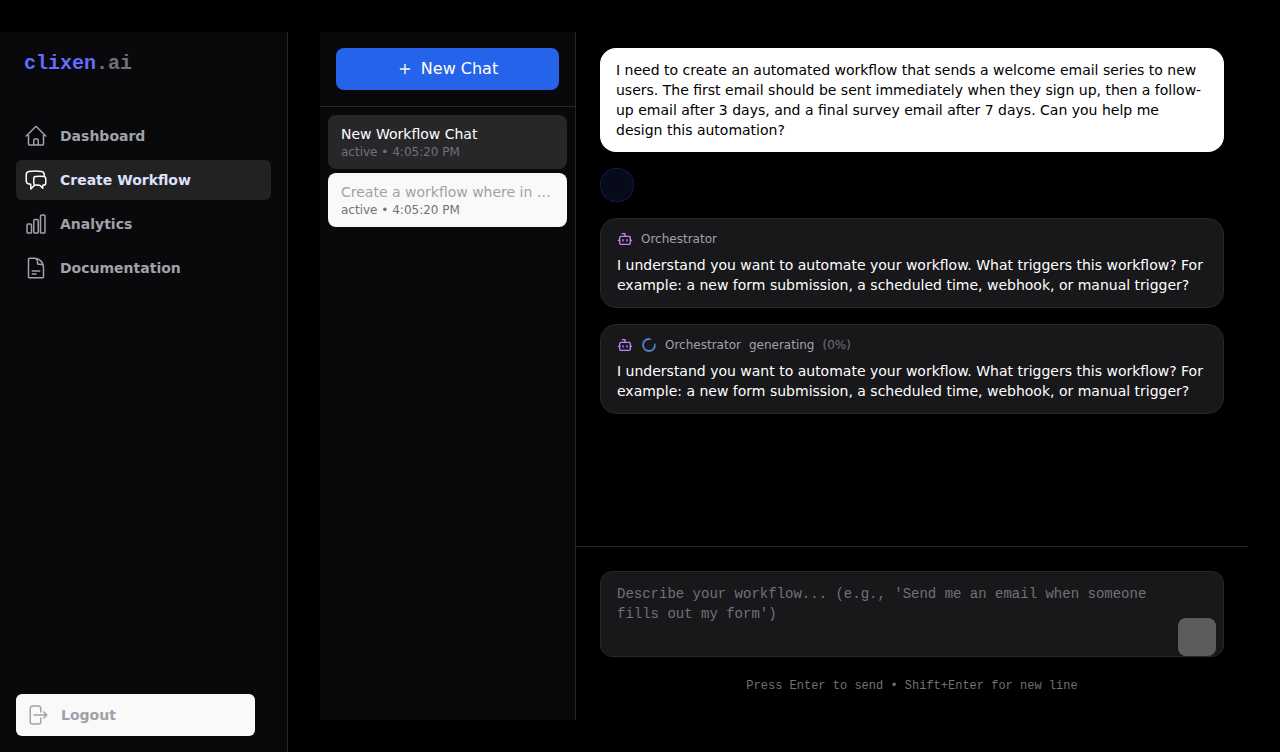 clixen.ai
Dashboard
Create Workflow
Analytics
Documentation
Logout
New Chat
New Workflow Chat
active • 4:05:20 PM
Create a workflow where in ...
active • 4:05:20 PM
I need to create an automated workflow that sends a welcome email series to new
users. The first email should be sent immediately when they sign up, then a follow-
up email after 3 days, and a final survey email after 7 days. Can you help me
design this automation?
Orchestrator
I understand you want to automate your workflow. What triggers this workflow? For
example: a new form submission, a scheduled time, webhook, or manual trigger?
Orchestrator generating (0%)
I understand you want to automate your workflow. What triggers this workflow? For
example: a new form submission, a scheduled time, webhook, or manual trigger?
Describe your workflow... (e.g., 'Send me an email when someone
fills out my form')
Press Enter to send • Shift+Enter for new line